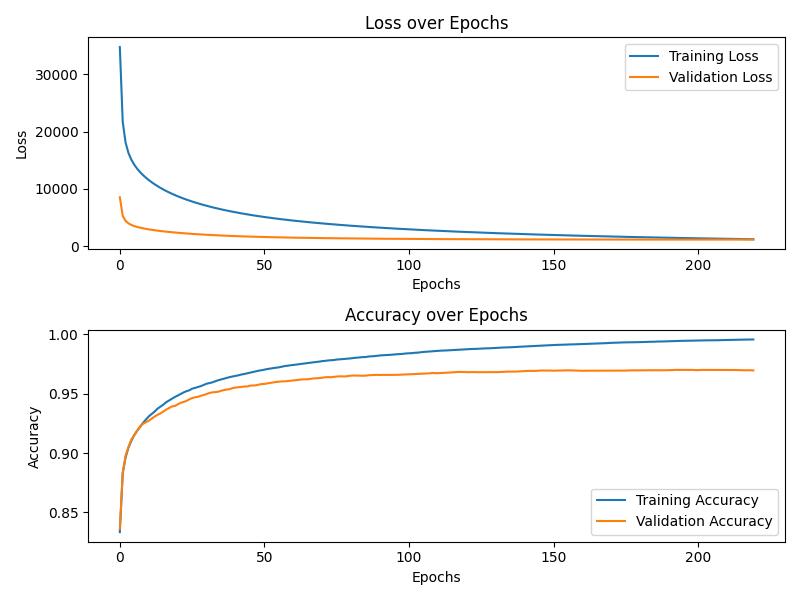 Loss over Epochs
Training Loss
Validation Loss
30000
20000
10000
0
Loss
0 50 100 150 200
Epochs
Accuracy over Epochs
1.00
0.95
0.90
0.85
Accuracy
Training Accuracy
Validation Accuracy
0 50 100 150 200
Epochs